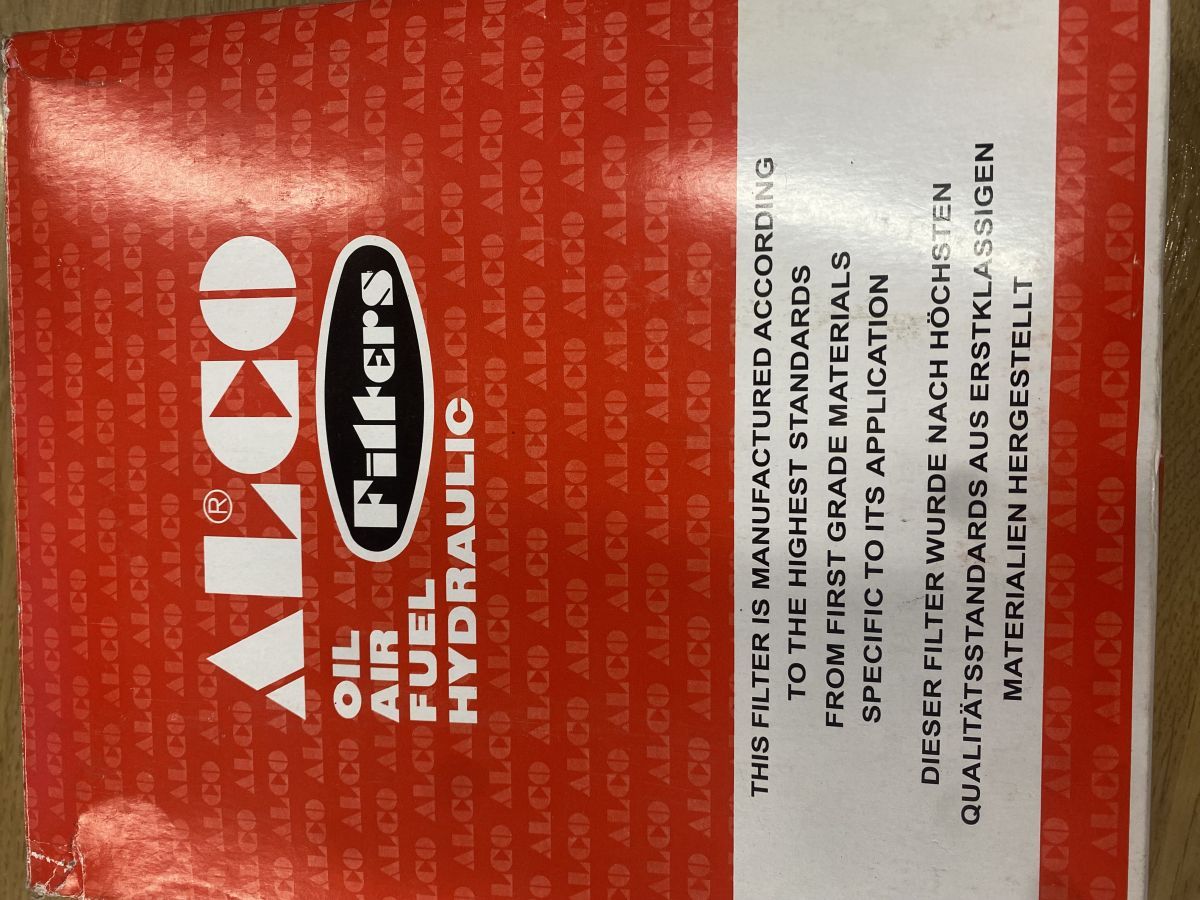 ALCO®
Filters
OIL
AIR
FUEL
HYDRAULIC
THIS FILTER IS MANUFACTURED ACCORDING
TO THE HIGHEST STANDARDS
FROM FIRST GRADE MATERIALS
SPECIFIC TO ITS APPLICATION
DIESER FILTER WURDE NACH HÖCHSTEN
QUALITÄTSSTANDARDS AUS ERSTKLASSIGEN
MATERIALIEN HERGESTELLT